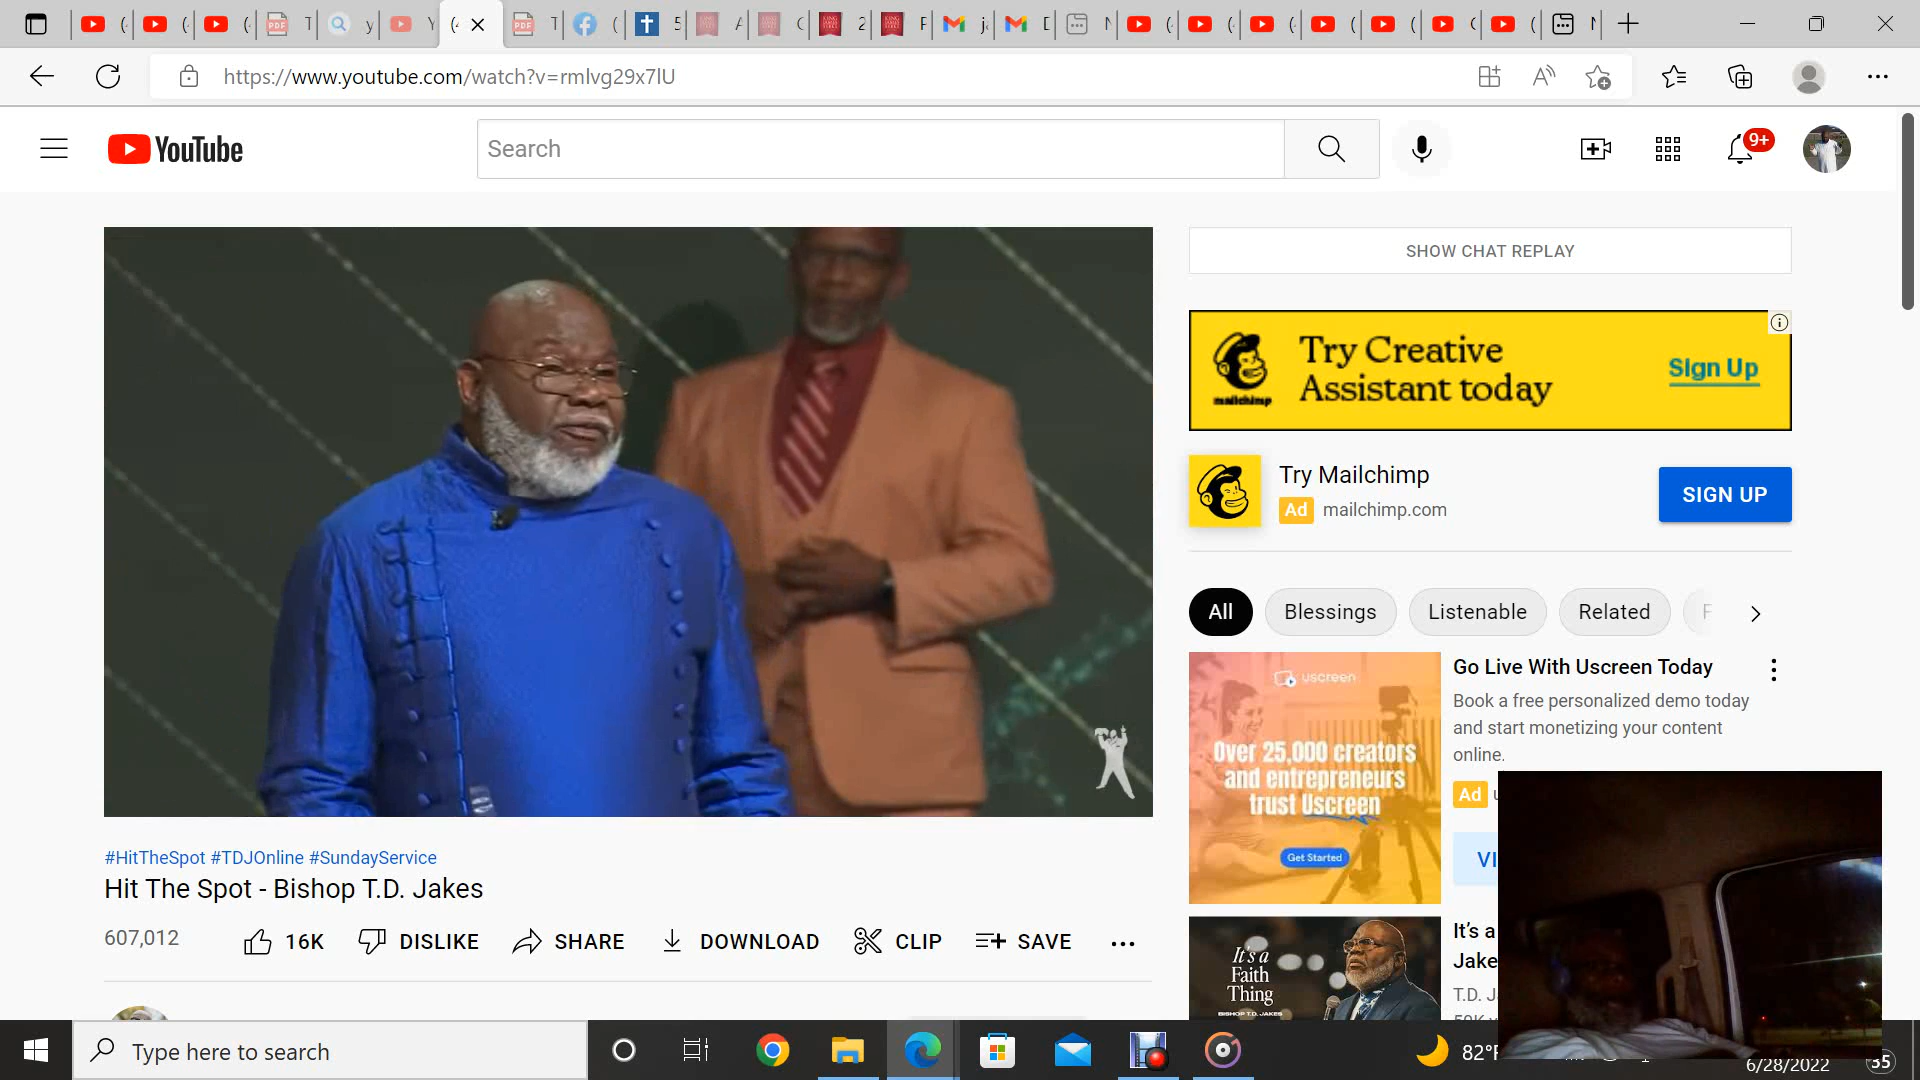 https://www.youtube.com/watch?v=rmlvg29x7lU
YouTube
Search
9+
SHOW CHAT REPLAY
Try Creative
Assistant today
Sign Up
mailchimp
Try Mailchimp
Ad mailchimp.com
SIGN UP
All
Blessings
Listenable
Related
uscreen
Over 25,000 creators
and entrepreneurs
trust Uscreen
Get Started
Go Live With Uscreen Today
Book a free personalized demo today
and start monetizing your content
online.
Ad
#HitTheSpot #TDJOnline #SundayService
Hit The Spot - Bishop T.D. Jakes
607,012
16K
DISLIKE
SHARE
DOWNLOAD
CLIP
SAVE
It's a
Faith
Thing
BISHOP T.D. JAKES
It's a
Jake
T.D. J
Type here to search
82°F
6/28/2022
35